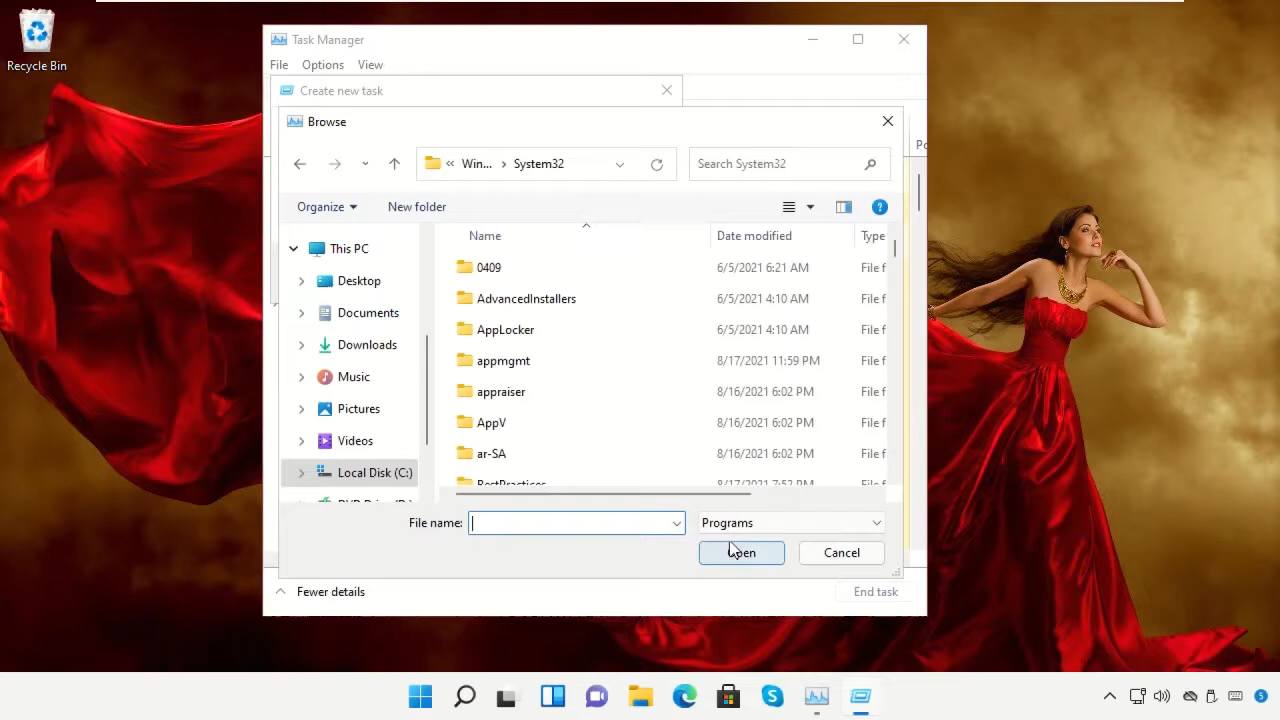 Recycle Bin
Task Manager
File Options View
Create new task
Browse
« Win... › System32
Search System32
Organize New folder
Name Date modified Type
This PC
Desktop
Documents
Downloads
Music
Pictures
Videos
Local Disk (C:)
0409 6/5/2021 6:21 AM File f
AdvancedInstallers 6/5/2021 4:10 AM File f
AppLocker 6/5/2021 4:10 AM File f
appmgmt 8/17/2021 11:59 PM File f
appraiser 8/16/2021 6:02 PM File f
AppV 8/16/2021 6:02 PM File f
ar-SA 8/16/2021 6:02 PM File f
BestPractices 8/17/2021 7:52 PM File f
File name: Programs
Open Cancel
Fewer details End task
5